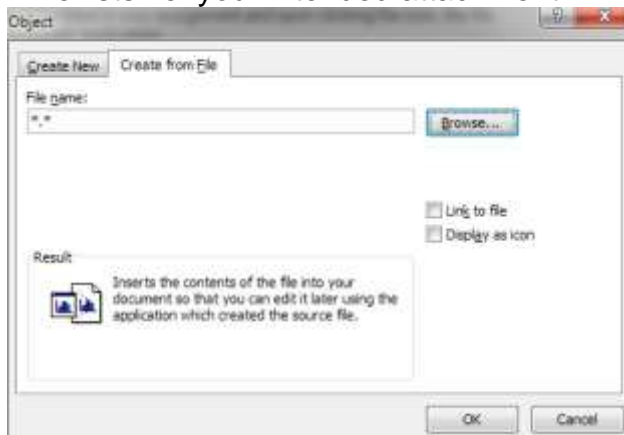 Object
Create New
Create from File
File name:
*.*
Browse...
Link to file
Display as icon
Result
Inserts the contents of the file into your
document so that you can edit it later using the
application which created the source file.
OK
Cancel